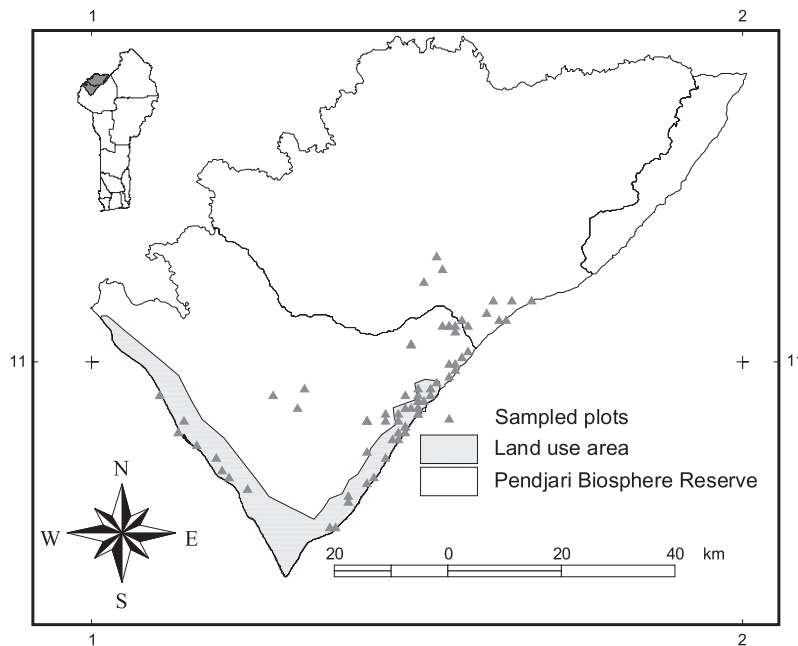 1 2
11 11
Sampled plots
Land use area
Pendjari Biosphere Reserve
N
W E
S
20 0 20 40 km
1 2